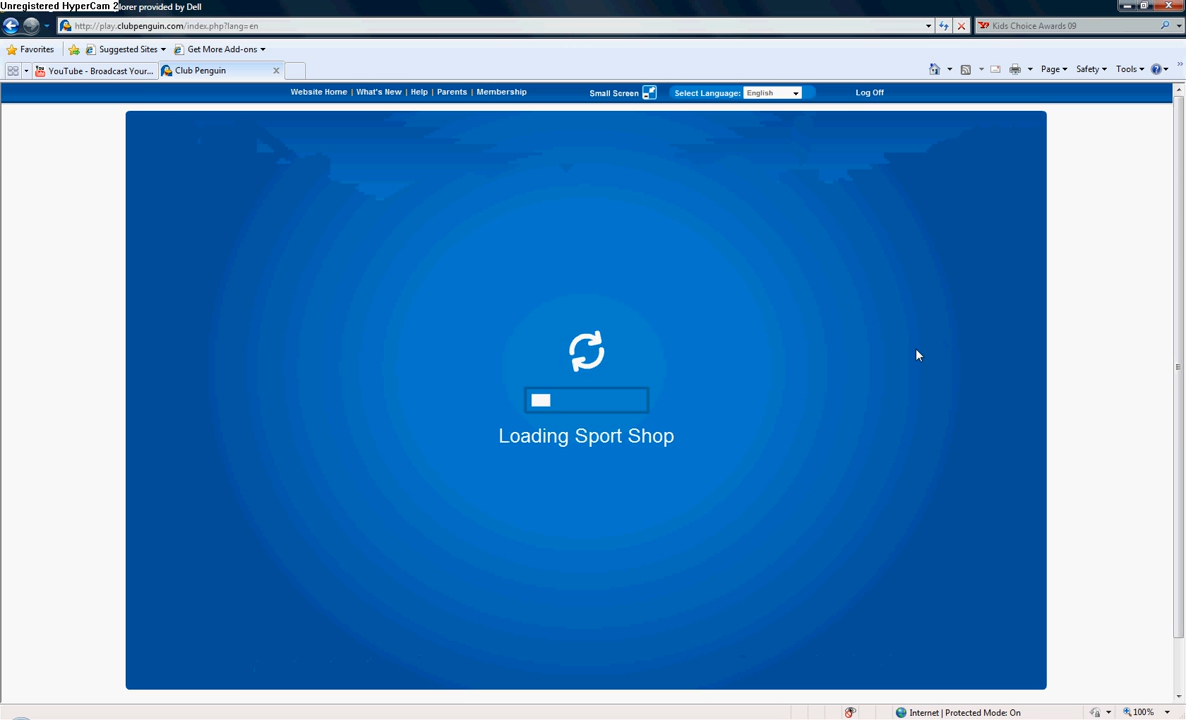 Unregistered HyperCam 2
lorer provided by Dell
http://play.clubpenguin.com/index.php?lang=en
Kids Choice Awards 09
Favorites
Suggested Sites
Get More Add-ons
YouTube - Broadcast Your...
Club Penguin
Page
Safety
Tools
Website Home | What's New | Help | Parents | Membership
Small Screen
Select Language: English
Log Off
Loading Sport Shop
Internet | Protected Mode: On
100%